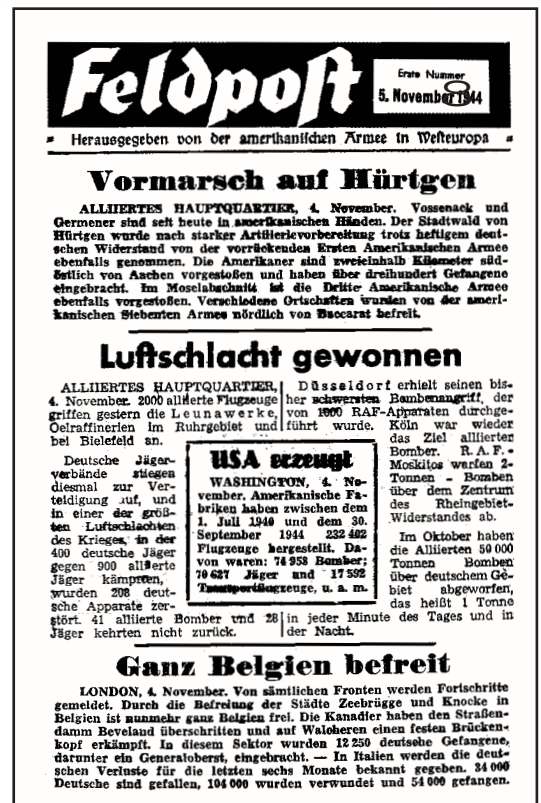 Feldpost
Erste Nummer
5. November 1944
Herausgegeben von der amerikanischen Armee in Westeuropa
Vormarsch auf Hürtgen
ALLIIERTES HAUPTQUARTIER, 4. November. Vossenack und
Germener sind seit heute in amerikanischen Händen. Der Stadtwald von
Hürtgen wurde nach starker Artillerievorbereitung trotz heftigem deut-
schen Widerstand von der vorrückenden Ersten Amerikanischen Armee
ebenfalls genommen. Die Amerikaner sind zweieinhalb Kilometer süd-
östlich von Aachen vorgestoßen und haben über dreihundert Gefangene
eingebracht. Im Moselabschnitt ist die Dritte Amerikanische Armee
ebenfalls vorgestoßen. Verschiedene Ortschaften wurden von der ameri-
kanischen Siebenten Armee nördlich von Baccarat befreit.
Luftschlacht gewonnen
ALLIIERTES HAUPTQUARTIER,
4. November. 2000 alliierte Flugzeuge
griffen gestern die Leunawerke,
Oelraffinerien im Ruhrgebiet und
bei Bielefeld an.
Deutsche Jäger-
verbände stiegen
diesmal zur Ver-
teidigung auf, und
in einer der größ-
ten Luftschlachten
des Krieges, in der
400 deutsche Jäger
gegen 900 alliierte
Jäger kämpften,
wurden 208 deut-
sche Apparate zer-
stört. 41 alliierte Bomber und 28
Jäger kehrten nicht zurück.
USA erzeugt
WASHINGTON, 4. No-
vember. Amerikanische Fa-
briken haben zwischen dem
1. Juli 1940 und dem 30.
September 1944 232 402
Flugzeuge hergestellt. Da-
von waren: 74 958 Bomber;
70 627 Jäger und 17 592
Transportflugzeuge, u. a. m.
Düsseldorf erhielt seinen bis-
her schwersten Bombenangriff, der
von 1000 RAF-Apparaten durchge-
führt wurde. Köln war wieder
das Ziel alliierter
Bomber. R. A. F. -
Moskitos warfen 2-
Tonnen - Bomben
über dem Zentrum
des Rheingebiet-
Widerstandes ab.
Im Oktober haben
die Alliierten 50 000
Tonnen Bomben
über deutschem Ge-
biet abgeworfen,
das heißt 1 Tonne
in jeder Minute des Tages und in
der Nacht.
Ganz Belgien befreit
LONDON, 4. November. Von sämtlichen Fronten werden Fortschritte
gemeldet. Durch die Befreiung der Städte Zeebrügge und Knocke in
Belgien ist nunmehr ganz Belgien frei. Die Kanadier haben den Straßen-
damm Beveland überschritten und auf Walcheren einen festen Brücken-
kopf erkämpft. In diesem Sektor wurden 12 250 deutsche Gefangene,
darunter ein Generaloberst, eingebracht. — In Italien werden die deut-
schen Verluste für die letzten sechs Monate bekannt gegeben. 34 000
Deutsche sind gefallen, 104 000 wurden verwundet und 54 000 gefangen.